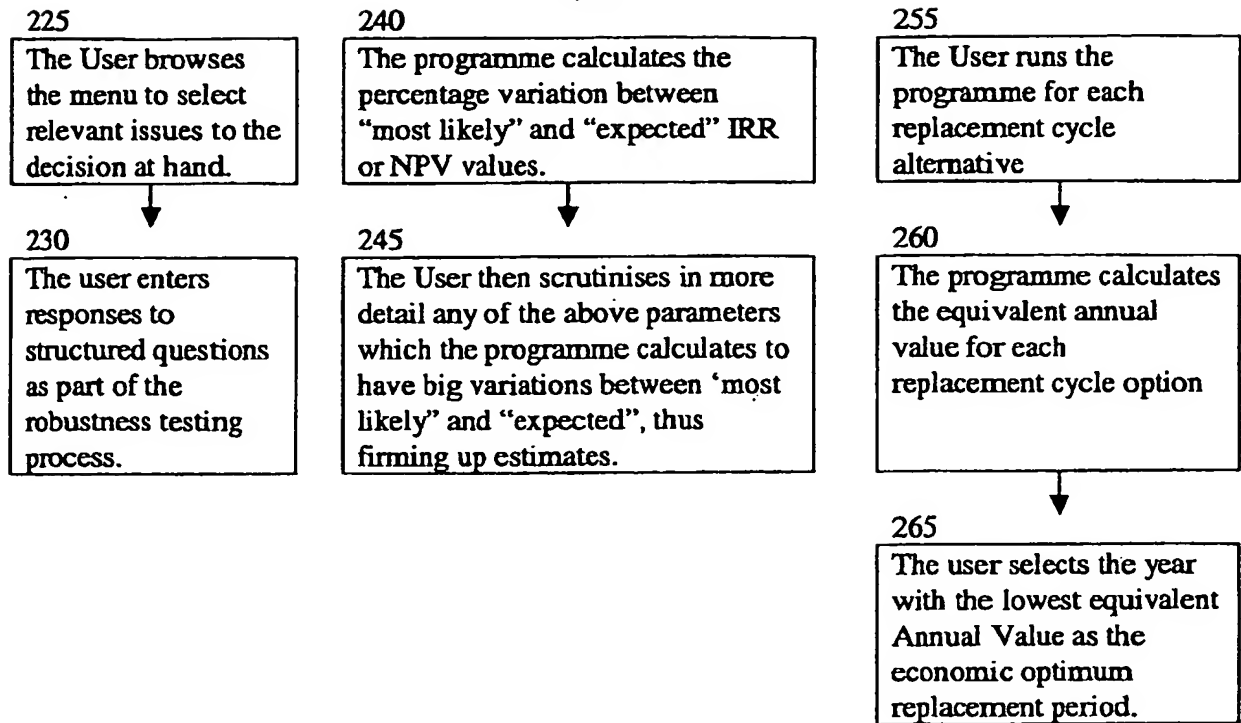 225
The User browses
the menu to select
relevant issues to the
decision at hand.
230
The user enters
responses to
structured questions
as part of the
robustness testing
process.
240
The programme calculates the
percentage variation between
“most likely” and “expected” IRR
or NPV values.
245
The User then scrutinises in more
detail any of the above parameters
which the programme calculates to
have big variations between ‘most
likely” and “expected”, thus
firming up estimates.
255
The User runs the
programme for each
replacement cycle
alternative
260
The programme calculates
the equivalent annual
value for each
replacement cycle option
265
The user selects the year
with the lowest equivalent
Annual Value as the
economic optimum
replacement period.